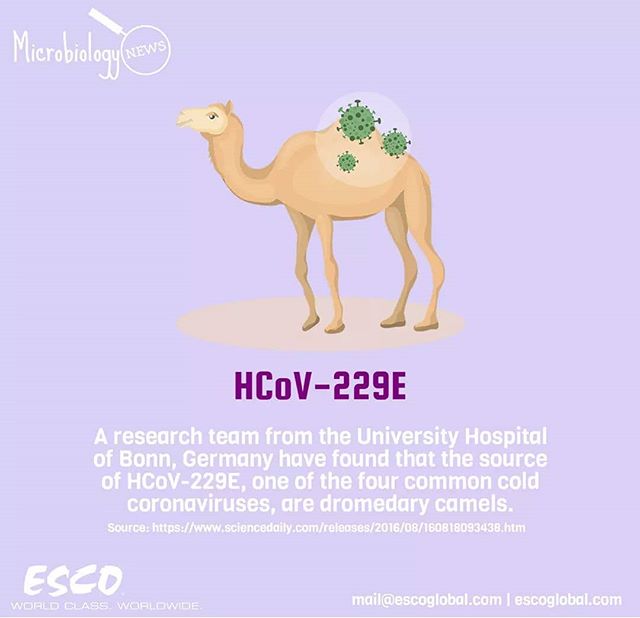 Microbiology NEWS
HCoV-229E
A research team from the University Hospital
of Bonn, Germany have found that the source
of HCoV-229E, one of the four common cold
coronaviruses, are dromedary camels.
Source: https://www.sciencedaily.com/releases/2016/08/160818093438.htm
ESCO
WORLD CLASS. WORLDWIDE.
mail@escoglobal.com | escoglobal.com